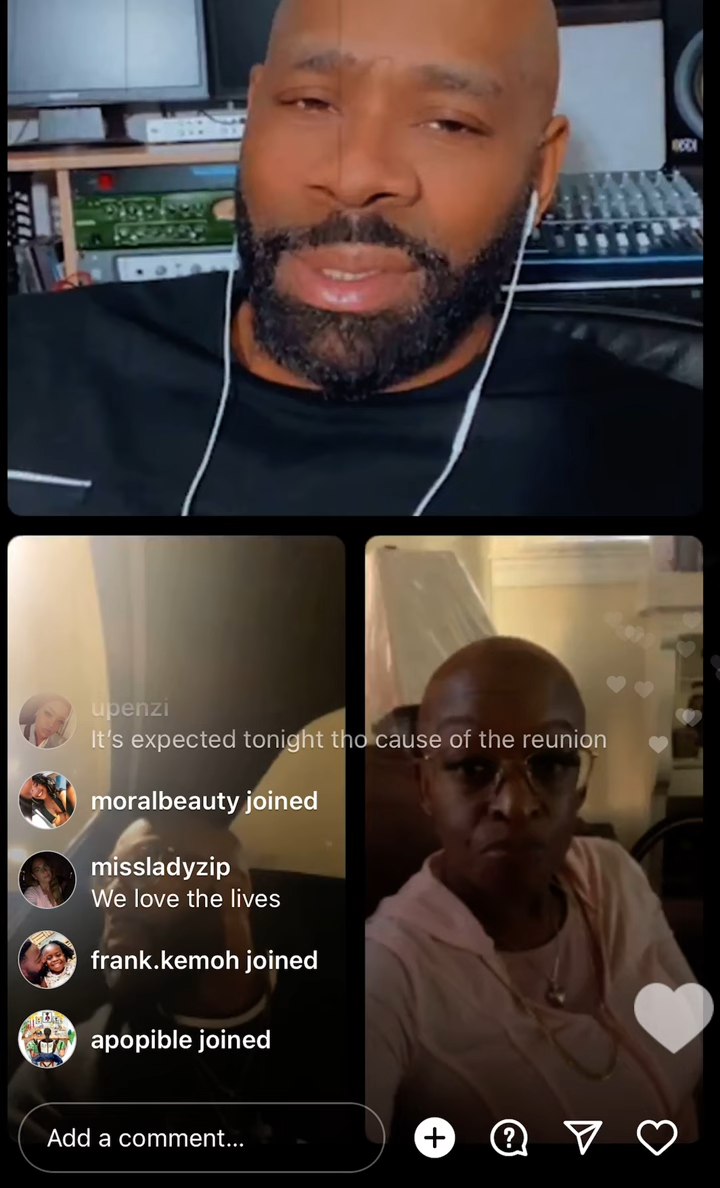 upenzi
It's expected tonight tho cause of the reunion
moralbeauty joined
missladyzip
We love the lives
frank.kemoh joined
apopible joined
Add a comment...